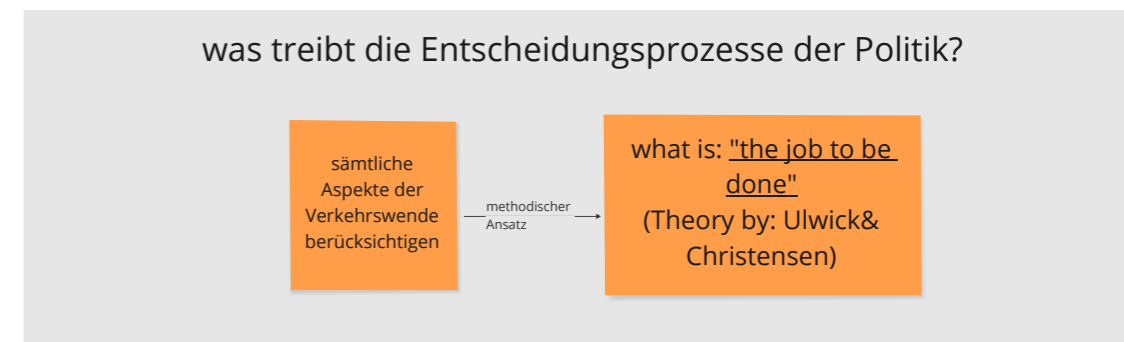 was treibt die Entscheidungsprozesse der Politik?
sämtliche
Aspekte der
Verkehrswende
berücksichtigen
methodischer
Ansatz
what is: "the job to be
done"
(Theory by: Ulwick&
Christensen)